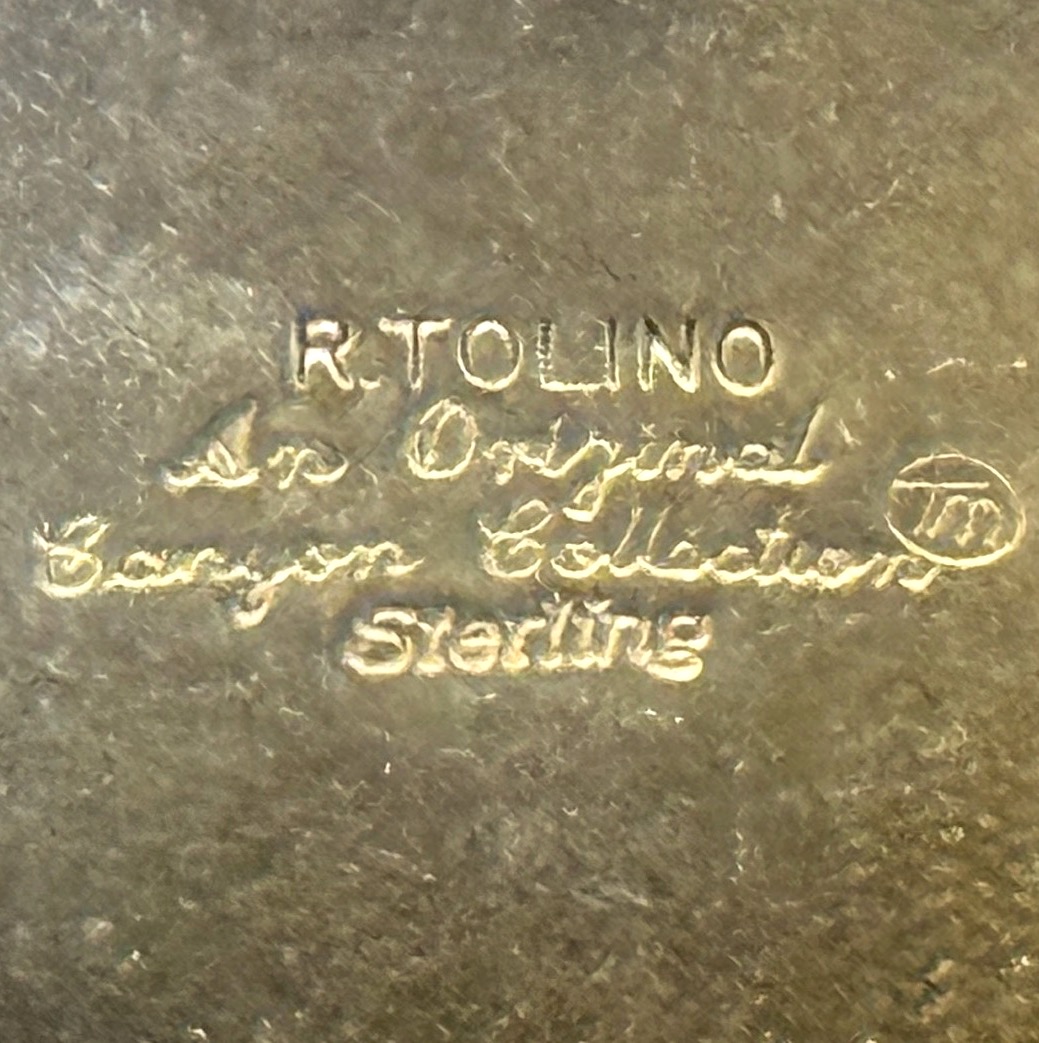 R.TOLINO
An Original
Canyon Collection TM
Sterling